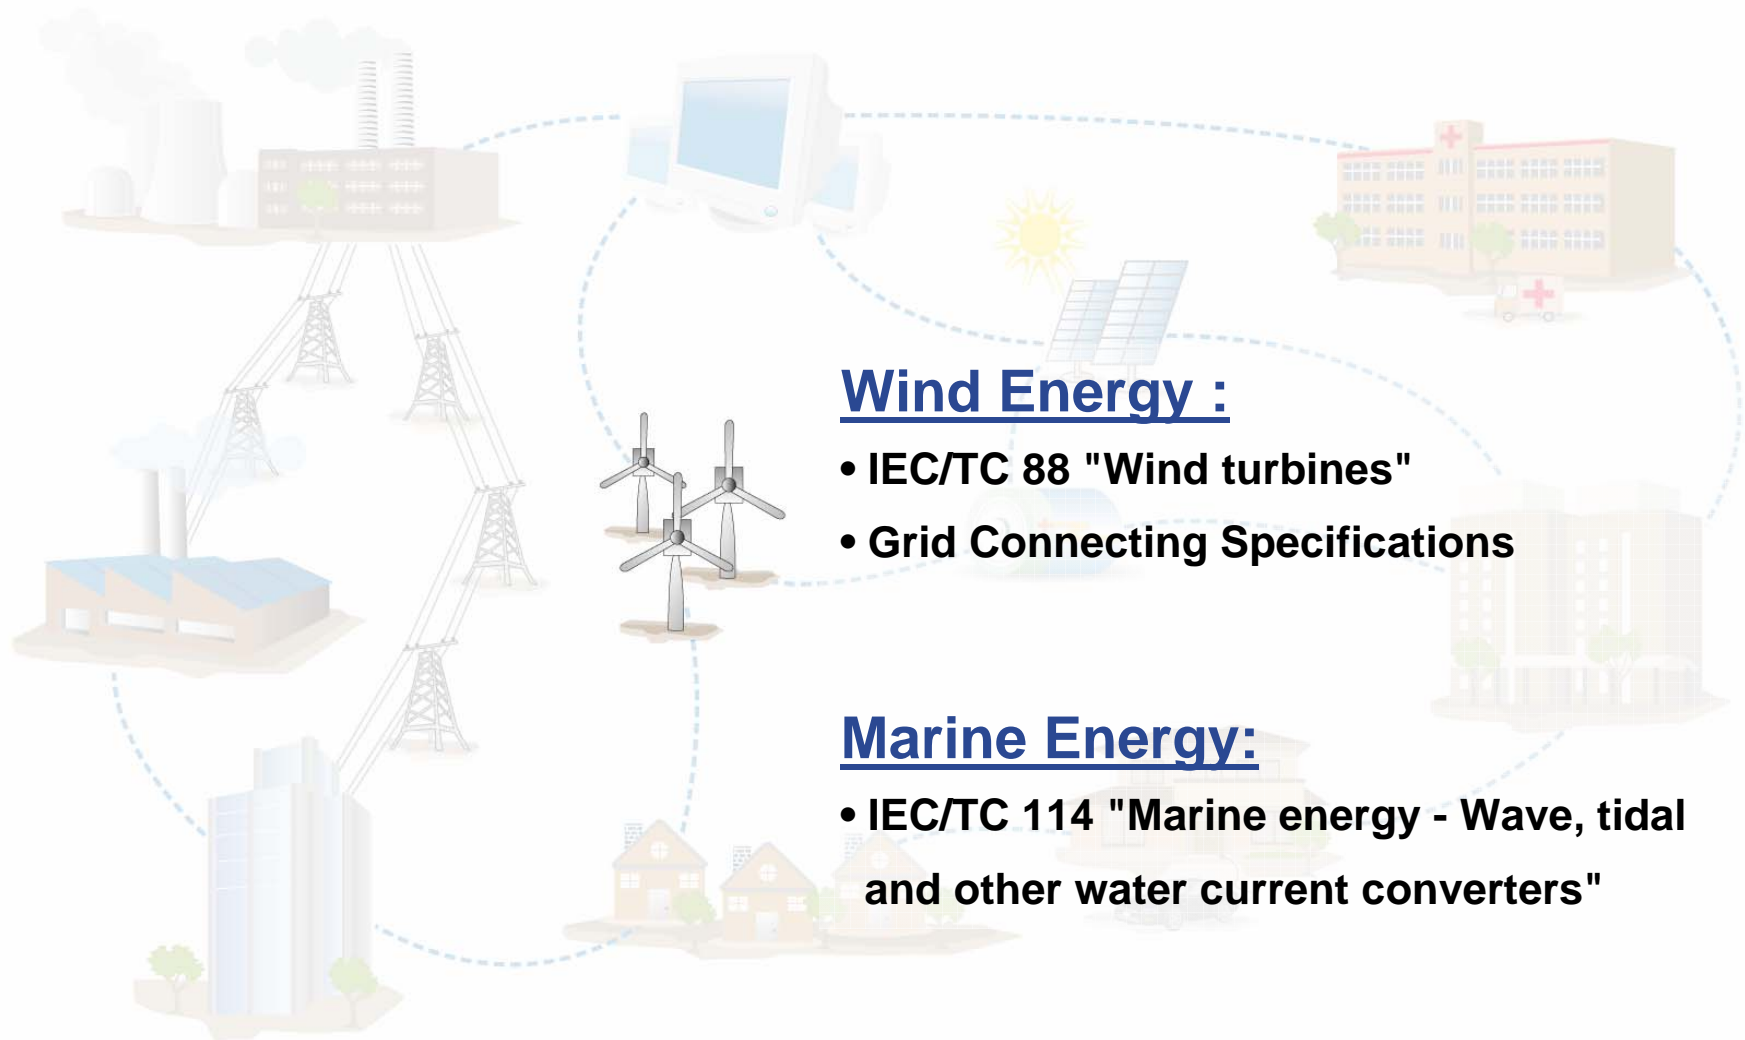 Wind Energy :
• IEC/TC 88 "Wind turbines"
• Grid Connecting Specifications
Marine Energy:
• IEC/TC 114 "Marine energy - Wave, tidal
and other water current converters"